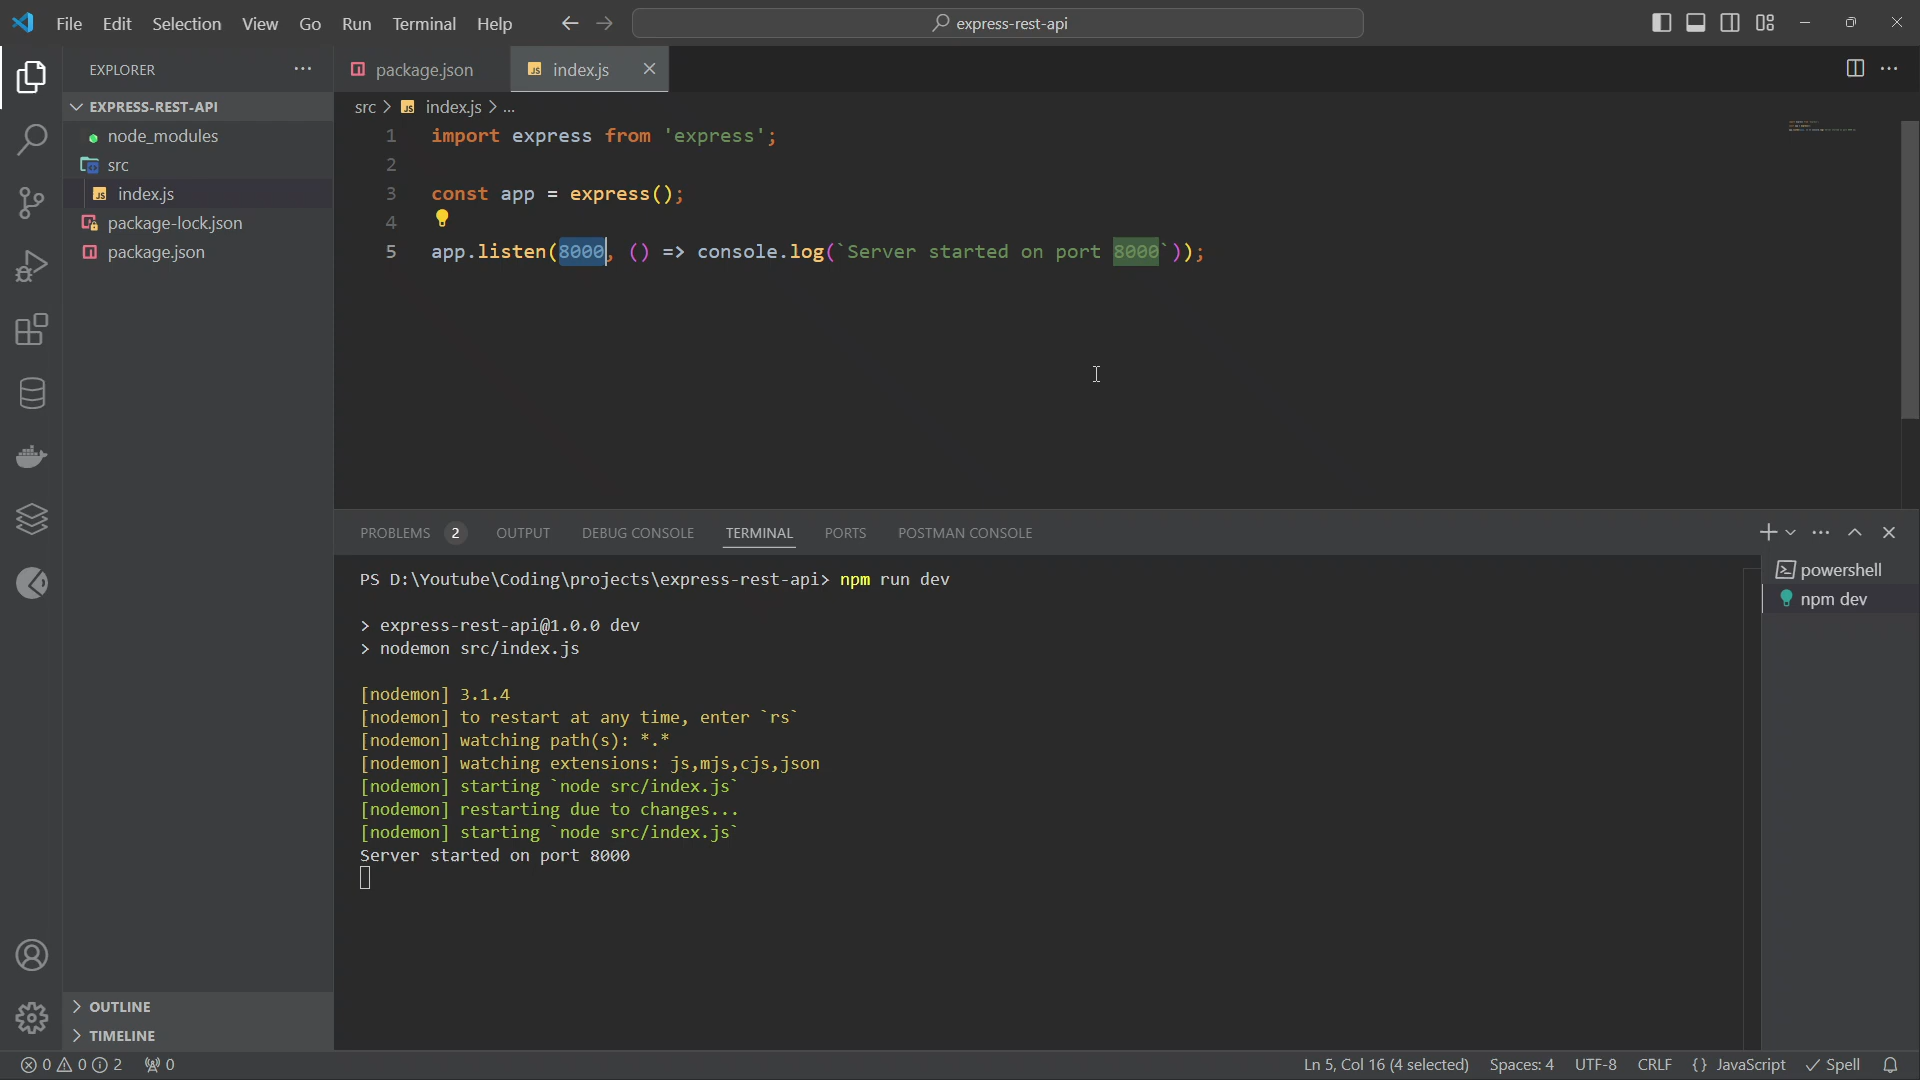 File Edit Selection View Go Run Terminal Help
express-rest-api
EXPLORER
EXPRESS-REST-API
node_modules
src
index.js
package-lock.json
package.json
OUTLINE
TIMELINE
package.json index.js
src > index.js > ...
1 import express from 'express';
2
3 const app = express();
4
5 app.listen(8000, () => console.log(`Server started on port 8000`));
PROBLEMS 2 OUTPUT DEBUG CONSOLE TERMINAL PORTS POSTMAN CONSOLE
PS D:\Youtube\Coding\projects\express-rest-api> npm run dev
> express-rest-api@1.0.0 dev
> nodemon src/index.js
[nodemon] 3.1.4
[nodemon] to restart at any time, enter `rs`
[nodemon] watching path(s): *.*
[nodemon] watching extensions: js,mjs,cjs,json
[nodemon] starting `node src/index.js`
[nodemon] restarting due to changes...
[nodemon] starting `node src/index.js`
Server started on port 8000
powershell
npm dev
0 0 2 0
Ln 5, Col 16 (4 selected) Spaces: 4 UTF-8 CRLF {} JavaScript Spell